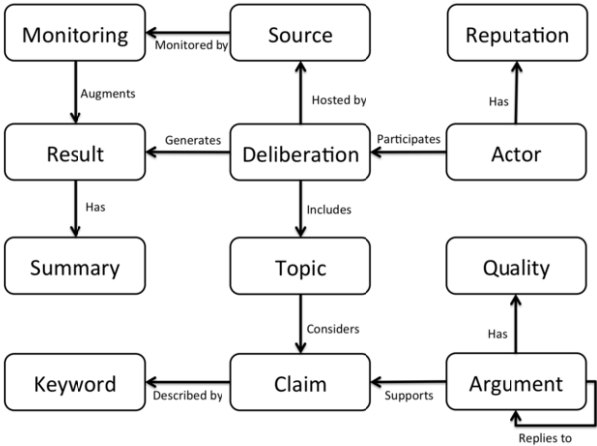 Monitoring
Monitored by
Source
Reputation
Augments
Hosted by
Has
Result
Generates
Deliberation
Participates
Actor
Has
Includes
Summary
Topic
Quality
Considers
Has
Keyword
Described by
Claim
Supports
Argument
Replies to